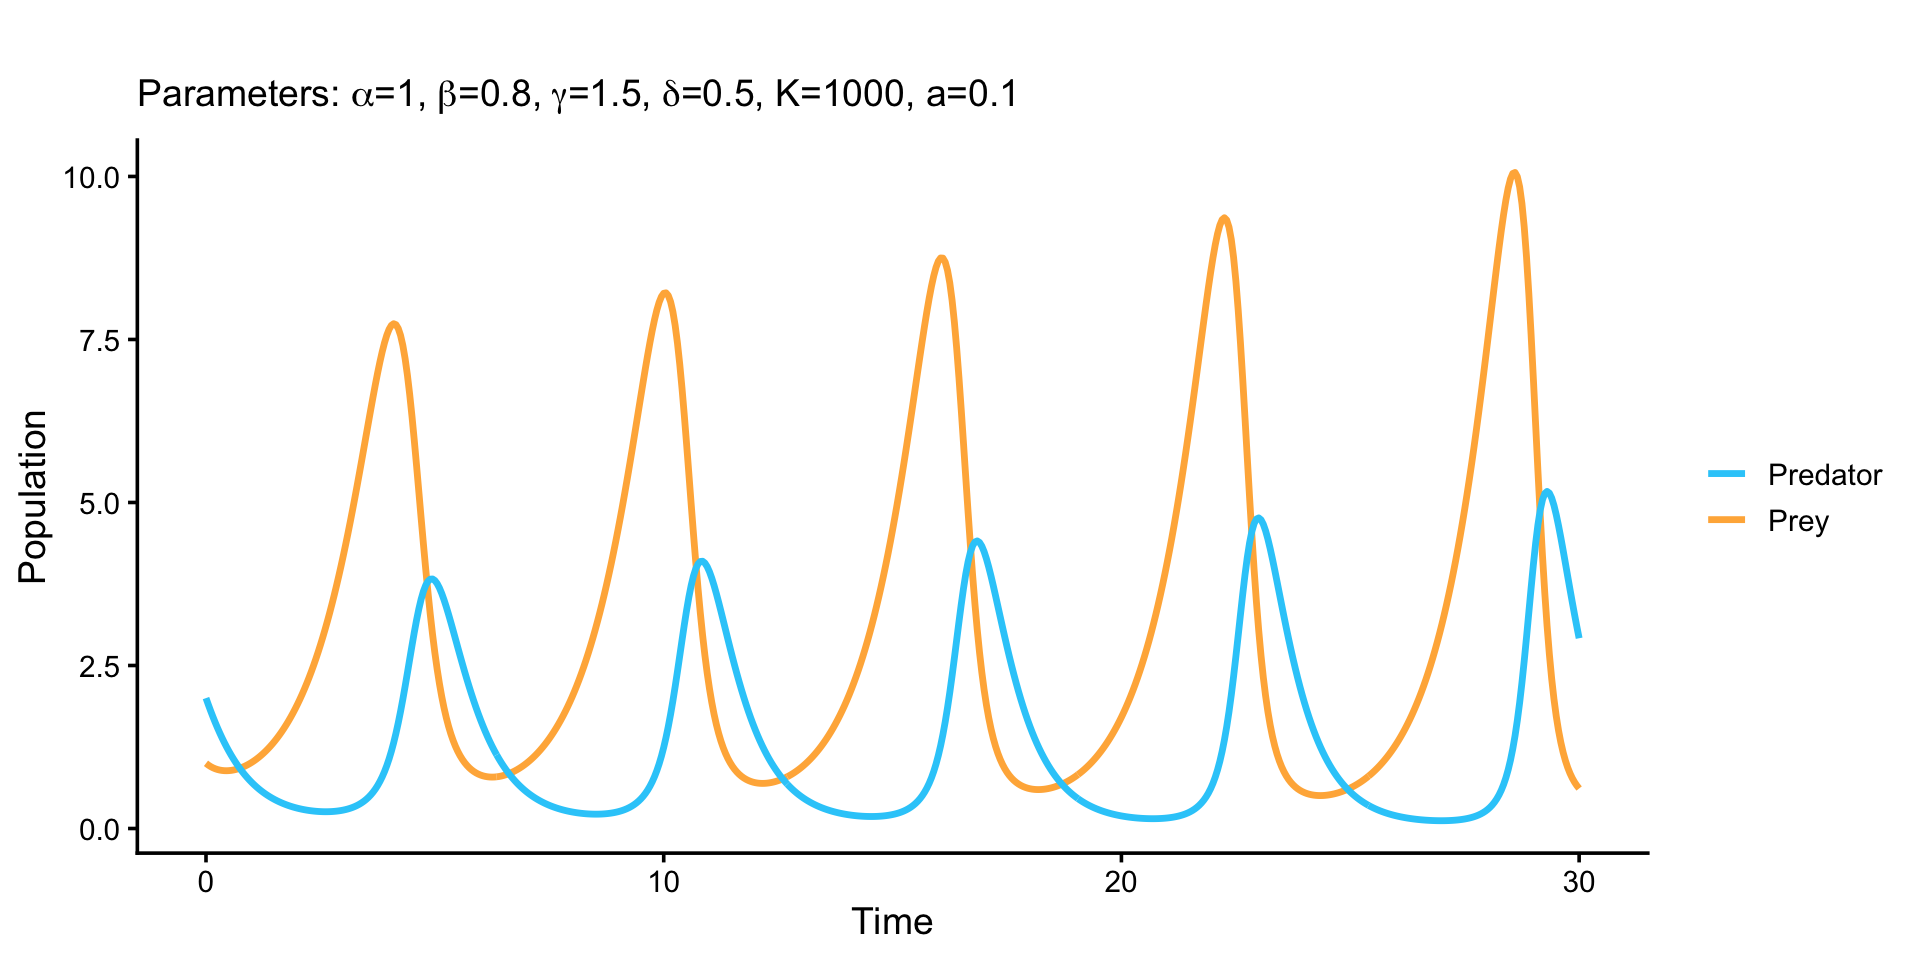 Parameters: α=1, β=0.8, γ=1.5, δ=0.5, K=1000, a=0.1
10.0
7.5
5.0
2.5
0.0
Population
0
10
20
30
Time
Predator
Prey